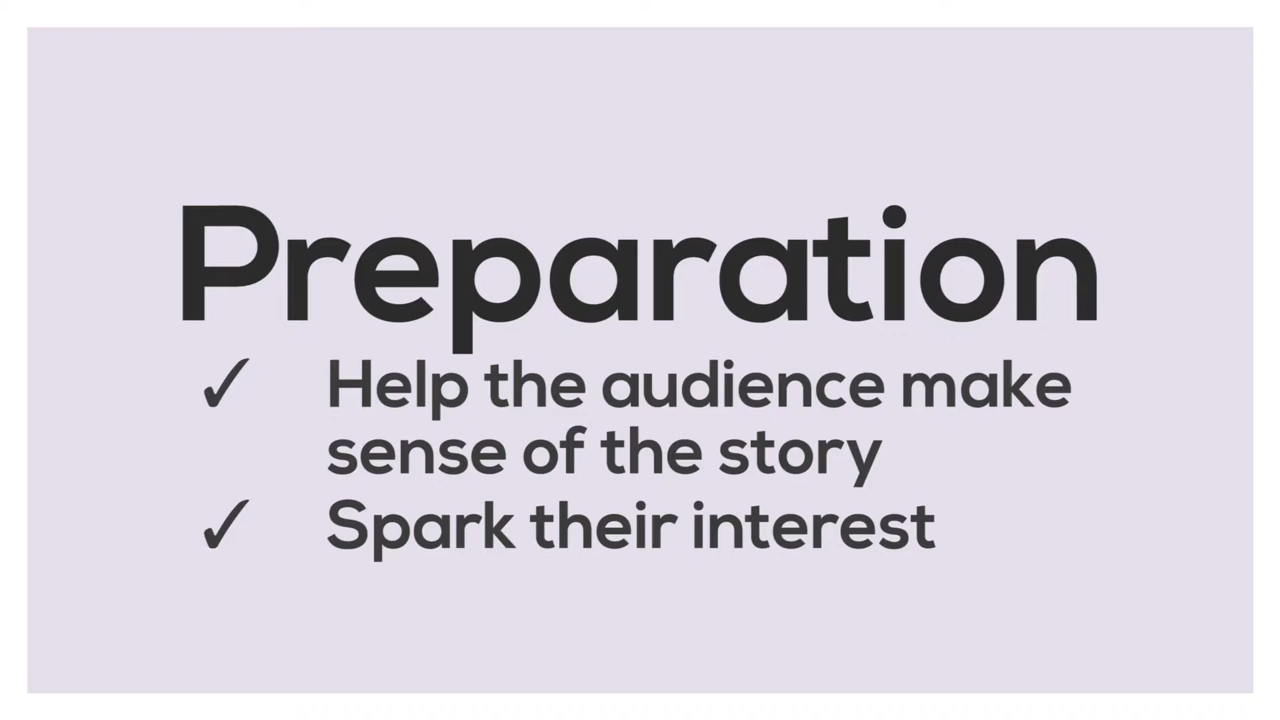 Preparation
✓ Help the audience make
sense of the story
✓ Spark their interest